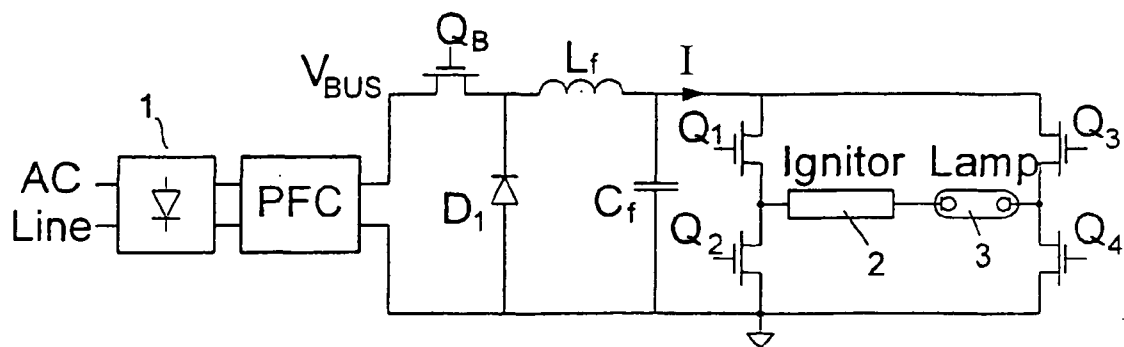 Q_B
V_BUS
L_f
I
1
AC
Line
PFC
D_1
C_f
Q_1
Q_2
Ignitor
Lamp
2
3
Q_3
Q_4